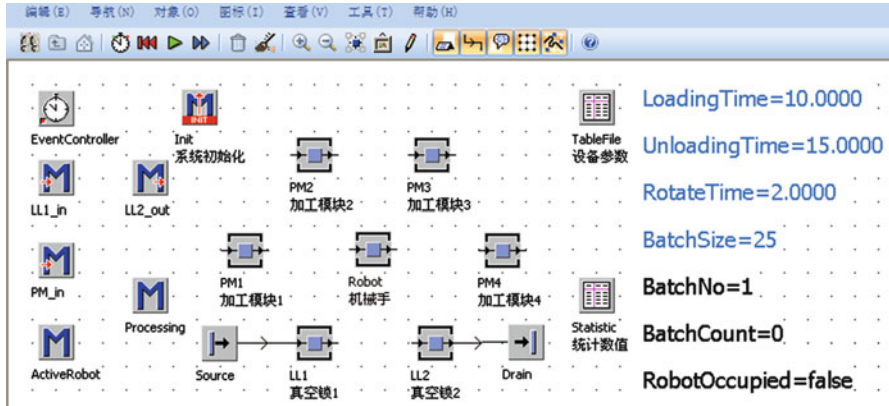 编辑(E) 导航(N) 对象(O) 图标(I) 查看(V) 工具(T) 帮助(H)
EventController
Init
系统初始化
TableFile
设备参数
LoadingTime=10.0000
UnloadingTime=15.0000
LL1_in
LL2_out
PM2
加工模块2
PM3
加工模块3
RotateTime=2.0000
BatchSize=25
PM_in
Processing
PM1
加工模块1
Robot
机械手
PM4
加工模块4
BatchNo=1
Statistic
统计数值
BatchCount=0
ActiveRobot
Source
LL1
真空锁1
LL2
真空锁2
Drain
RobotOccupied=false